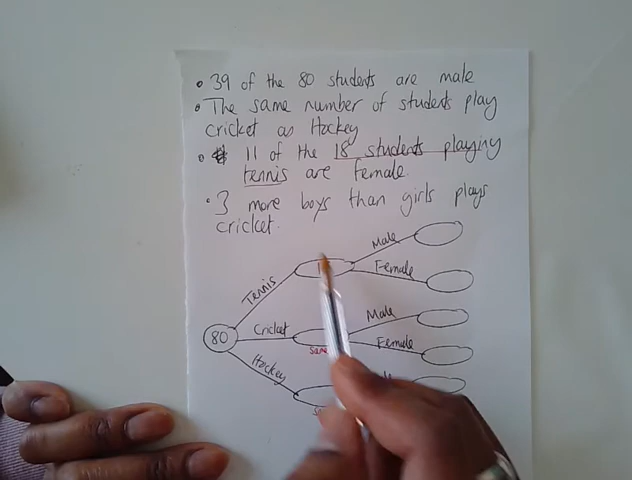 • 39 of the 80 students are male
• The same number of students play
cricket as Hockey
• 11 of the 18 students playing
tennis are female.
• 3 more boys than girls plays
cricket.
Male
Female
Tennis
Male
Cricket
80
Female
Hockey